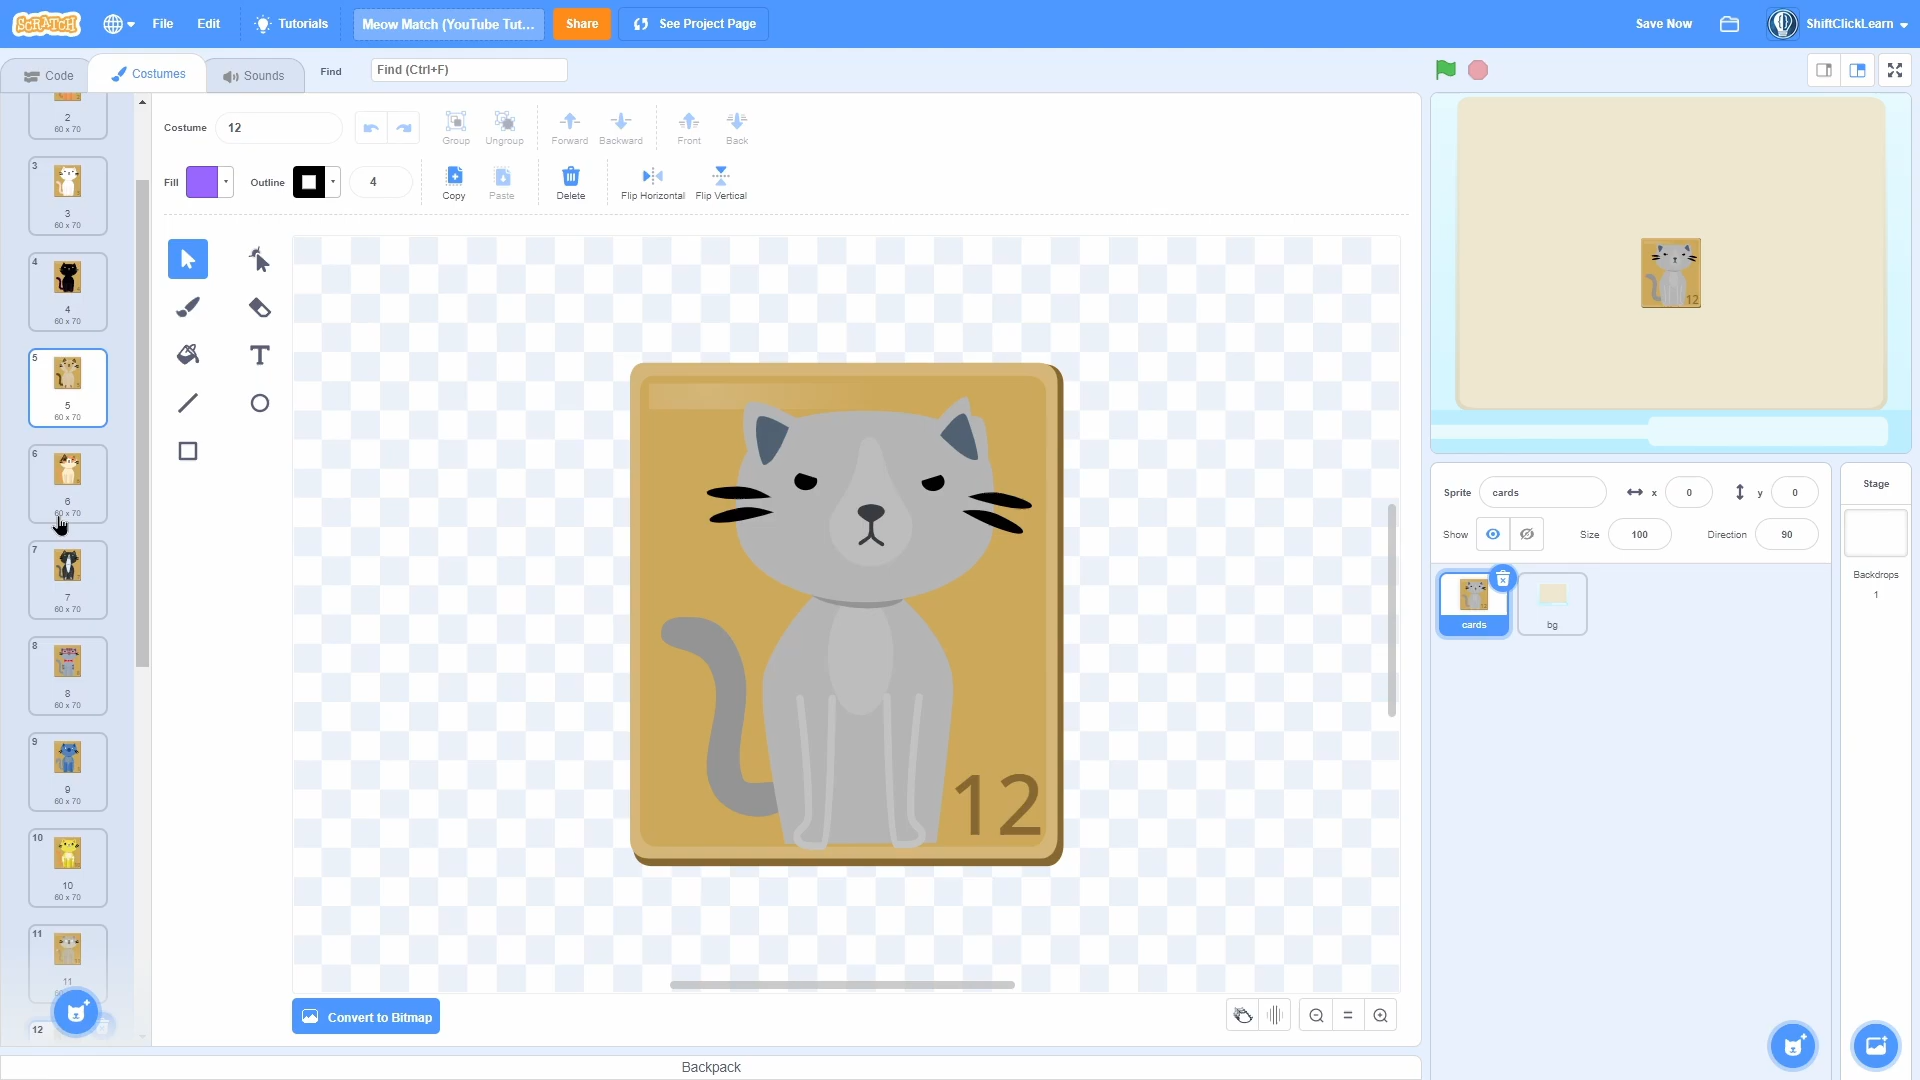 SCRATCH
File
Edit
Tutorials
Meow Match (YouTube Tut...
Share
See Project Page
Save Now
ShiftClickLearn
Code
Costumes
Sounds
Find
Find (Ctrl+F)
Costume
12
Group
Ungroup
Forward
Backward
Front
Back
Fill
Outline
4
Copy
Paste
Delete
Flip Horizontal
Flip Vertical
2
60 x 70
3
3
60 x 70
4
4
60 x 70
5
5
60 x 70
6
6
60 x 70
7
7
60 x 70
8
8
60 x 70
9
9
60 x 70
10
10
60 x 70
11
11
12
12
12
Convert to Bitmap
Backpack
Sprite
cards
x
0
y
0
Show
Size
100
Direction
90
cards
bg
Stage
Backdrops
1